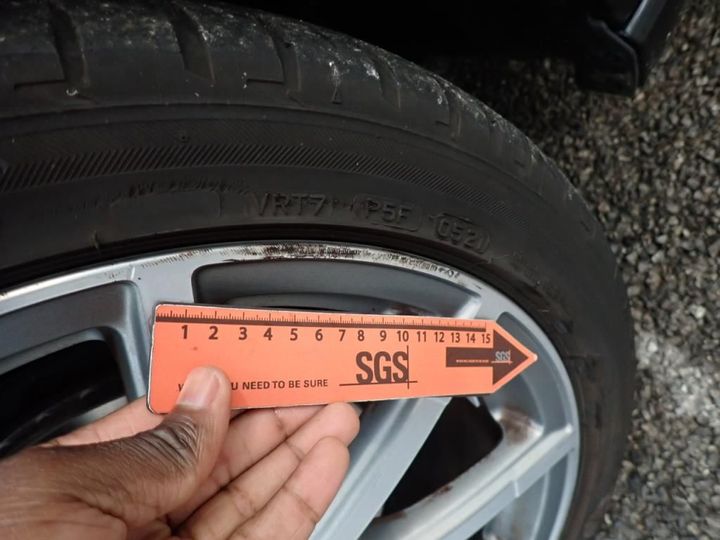 VRT7 P5F 0521
1 2 3 4 5 6 7 8 9 10 11 12 13 14 15
SGS
NEED TO BE SURE
SGS